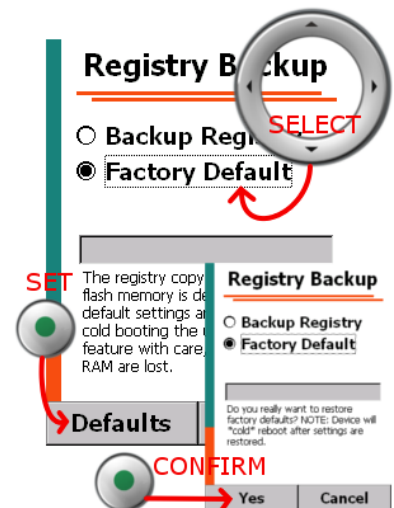 Registry Backup
SELECT
Backup Reg
Factory Default
SET
The registry copy
flash memory is de
default settings a
cold booting the
feature with care,
RAM are lost.
Defaults
Registry Backup
Backup Registry
Factory Default
Do you really want to restore
factory defaults? NOTE: Device will
*cold* reboot after settings are
restored.
CONFIRM
Yes
Cancel